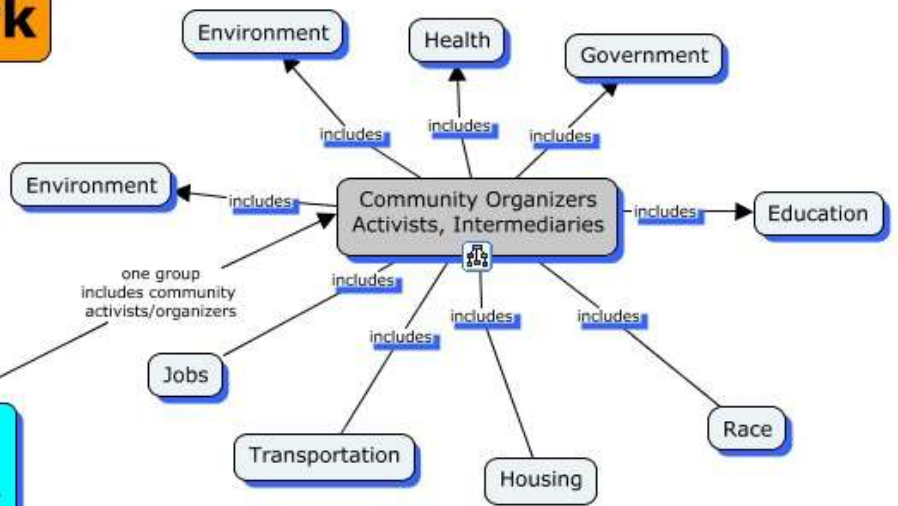 k
Environment
Health
Government
includes
includes
includes
Environment
includes
Community Organizers
Activists, Intermediaries
includes
Education
one group
includes community
activists/organizers
includes
includes
includes
includes
Jobs
Transportation
Housing
Race